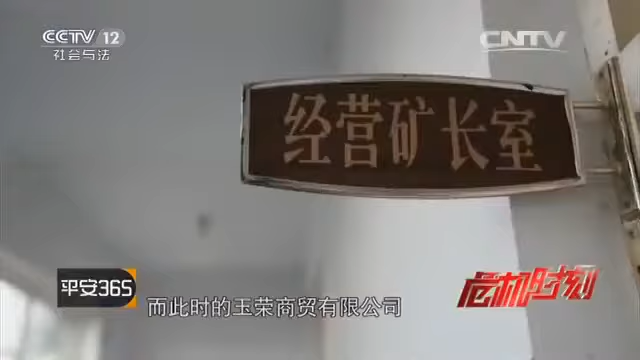 CCTV 12
社会与法
CNTV
经营矿长室
平安365
危机时刻
而此时的玉荣商贸有限公司